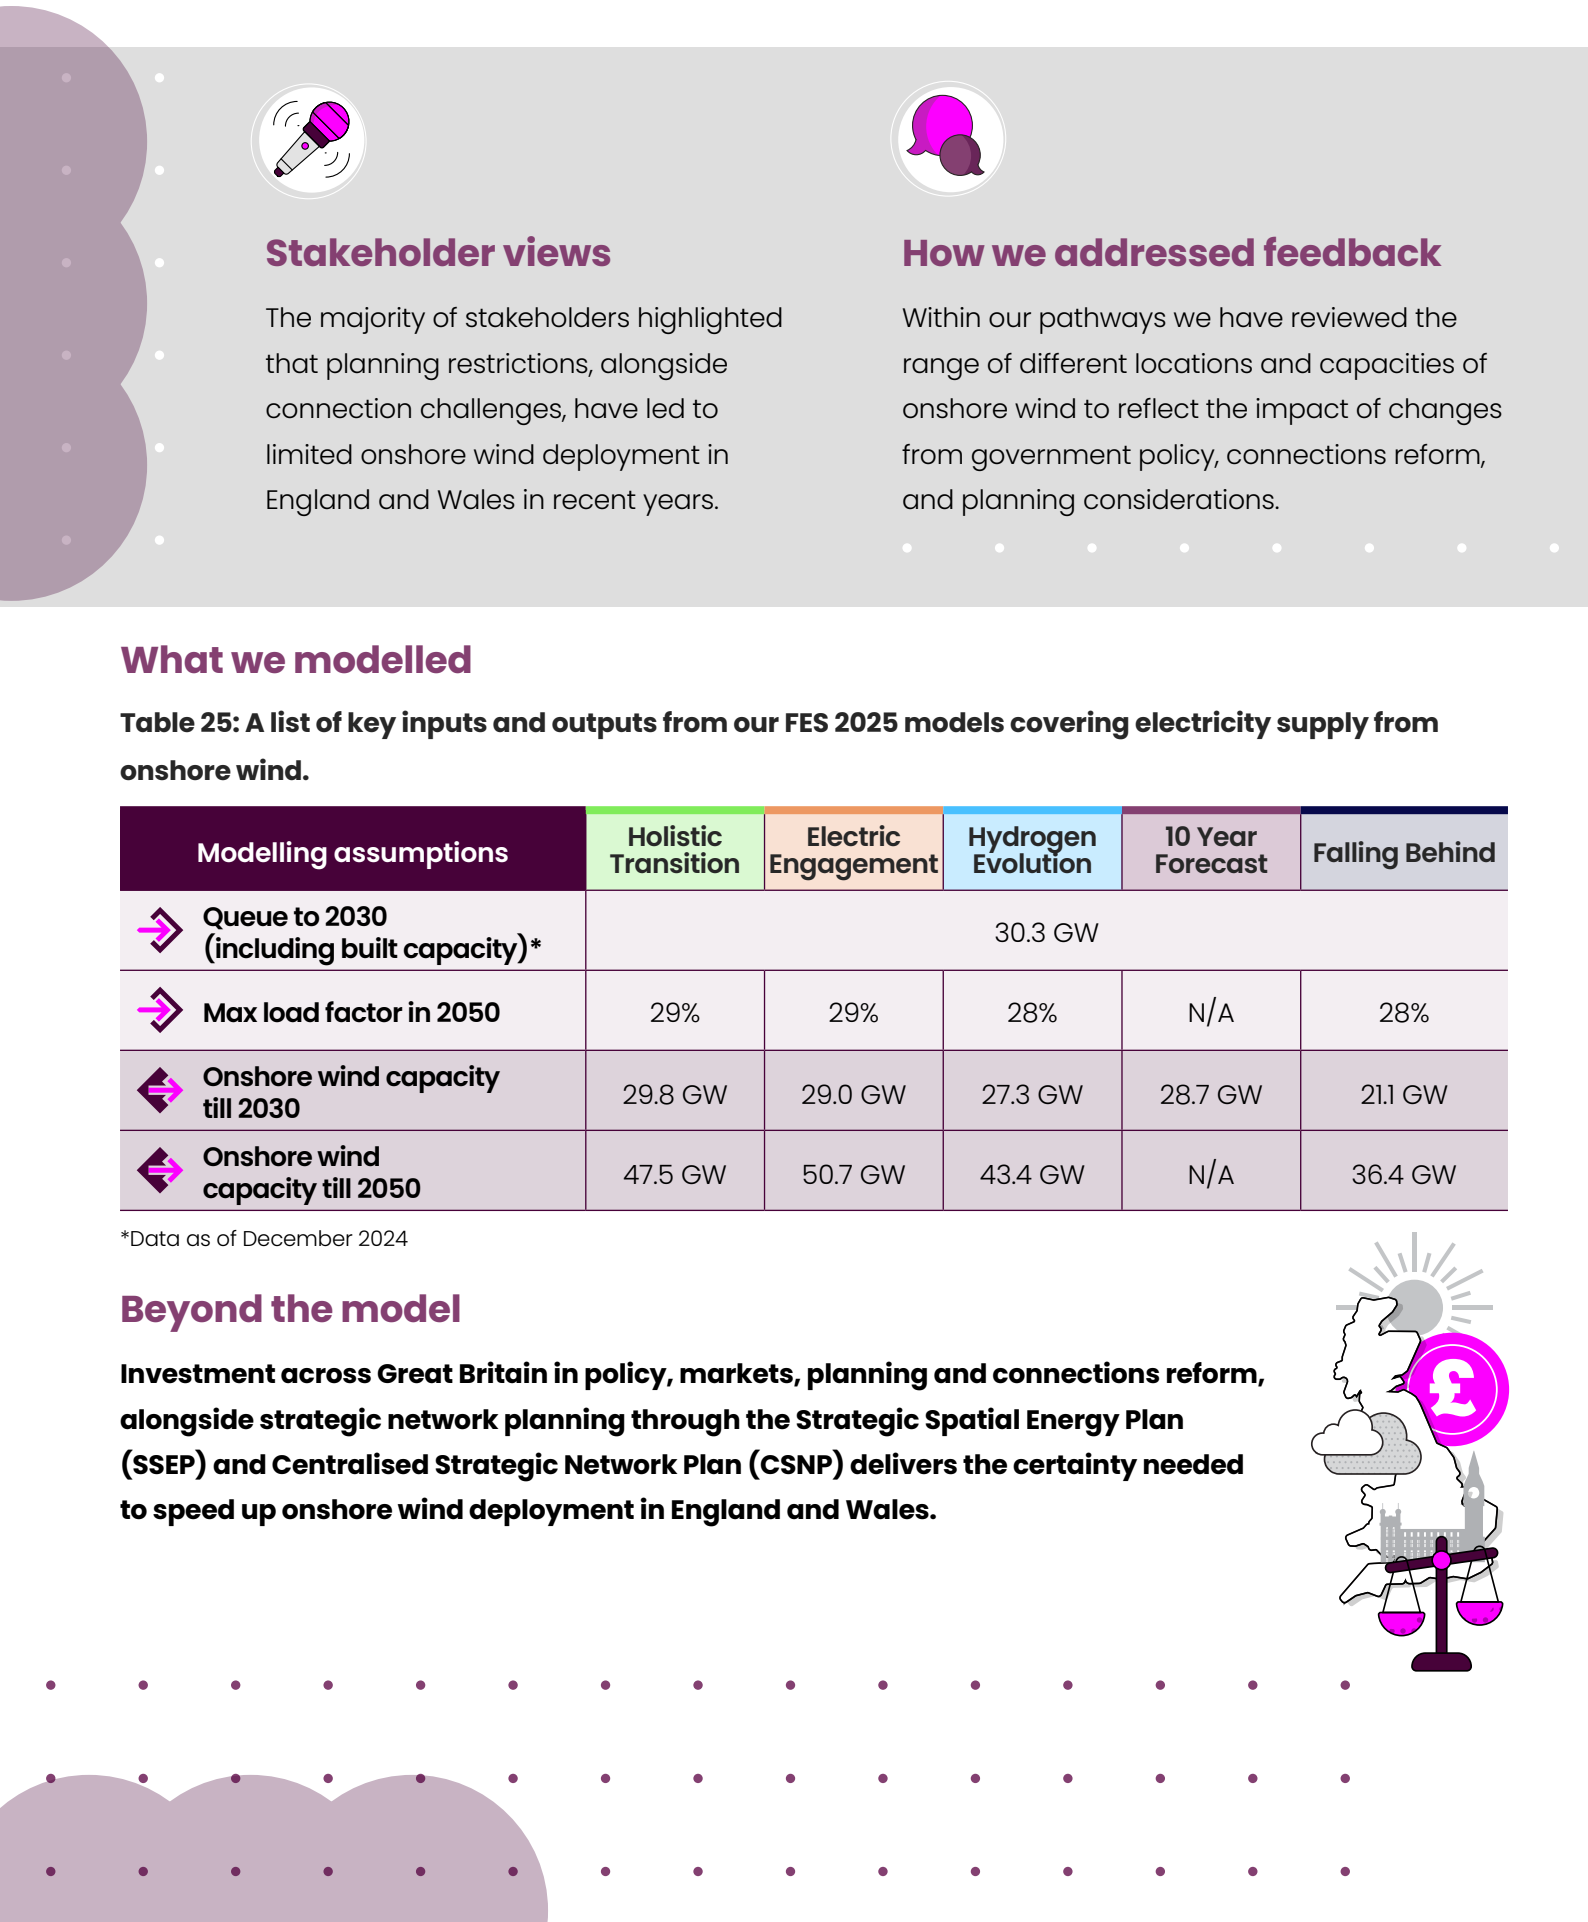 Stakeholder views
The majority of stakeholders highlighted
that planning restrictions, alongside
connection challenges, have led to
limited onshore wind deployment in
England and Wales in recent years.
How we addressed feedback
Within our pathways we have reviewed the
range of different locations and capacities of
onshore wind to reflect the impact of changes
from government policy, connections reform,
and planning considerations.
What we modelled
Table 25: A list of key inputs and outputs from our FES 2025 models covering electricity supply from
onshore wind.
Modelling assumptions
Holistic
Transition
Electric
Engagement
Hydrogen
Evolution
10 Year
Forecast
Falling Behind
Queue to 2030
(including built capacity)*
30.3 GW
Max load factor in 2050
29%
29%
28%
N/A
28%
Onshore wind capacity
till 2030
29.8 GW
29.0 GW
27.3 GW
28.7 GW
21.1 GW
Onshore wind
capacity till 2050
47.5 GW
50.7 GW
43.4 GW
N/A
36.4 GW
*Data as of December 2024
Beyond the model
Investment across Great Britain in policy, markets, planning and connections reform,
alongside strategic network planning through the Strategic Spatial Energy Plan
(SSEP) and Centralised Strategic Network Plan (CSNP) delivers the certainty needed
to speed up onshore wind deployment in England and Wales.
£